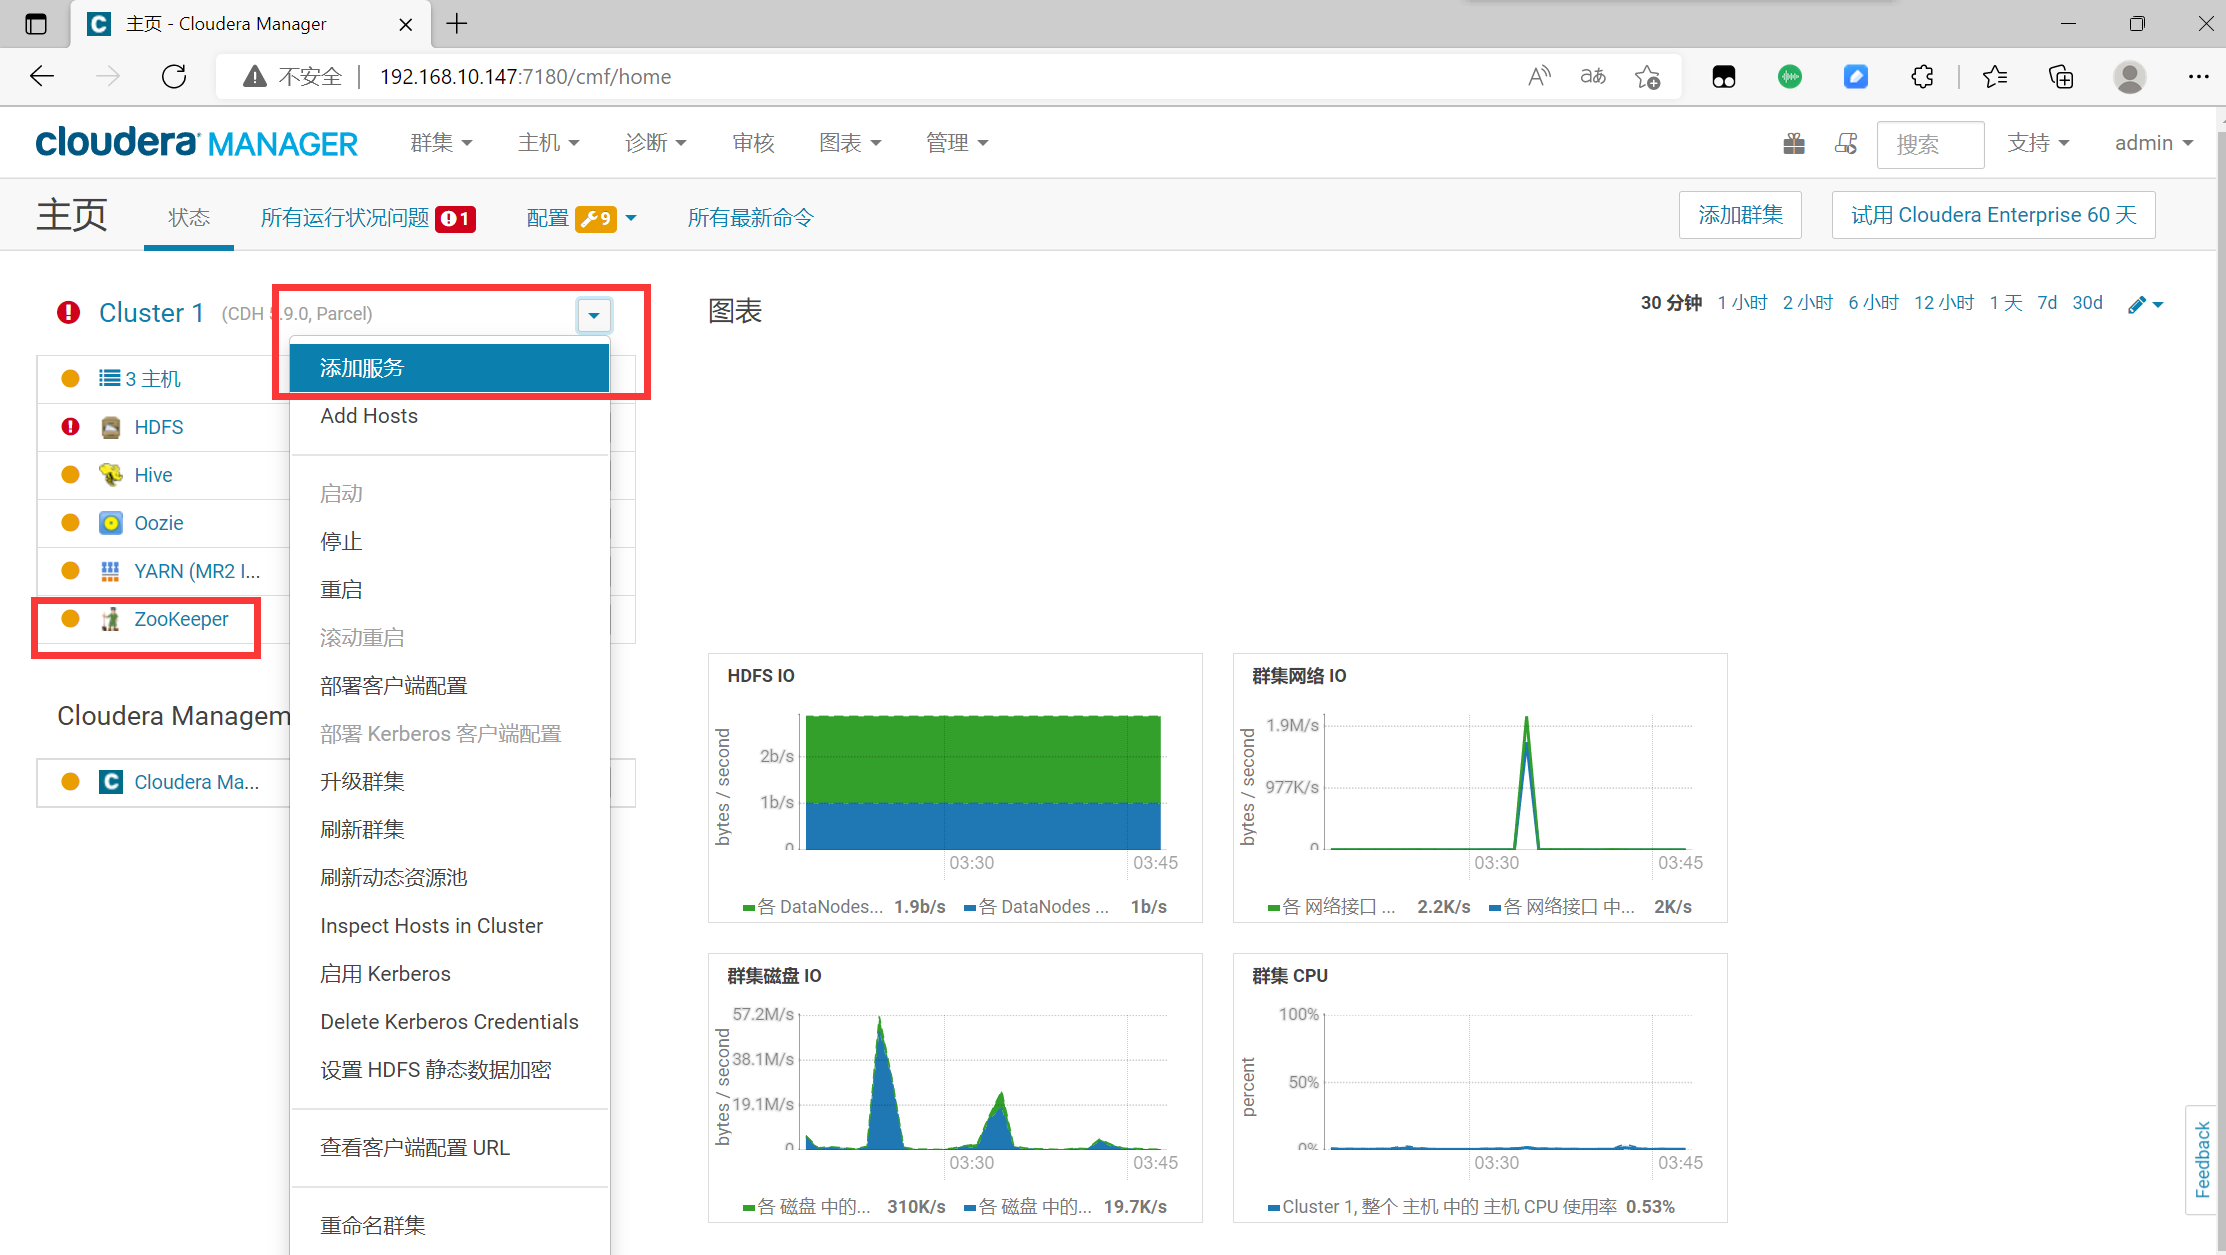 主页 - Cloudera Manager
不安全
192.168.10.147:7180/cmf/home
cloudera MANAGER
群集
主机
诊断
审核
图表
管理
搜索
支持
admin
主页
状态
所有运行状况问题 1
配置 9
所有最新命令
添加群集
试用 Cloudera Enterprise 60 天
Cluster 1 (CDH 5.9.0, Parcel)
图表
30 分钟 1 小时 2 小时 6 小时 12 小时 1 天 7d 30d
3 主机
HDFS
Hive
Oozie
YARN (MR2 I...
ZooKeeper
Cloudera Managem
Cloudera Ma...
添加服务
Add Hosts
启动
停止
重启
滚动重启
部署客户端配置
部署 Kerberos 客户端配置
升级群集
刷新群集
刷新动态资源池
Inspect Hosts in Cluster
启用 Kerberos
Delete Kerberos Credentials
设置 HDFS 静态数据加密
查看客户端配置 URL
重命名群集
HDFS IO
bytes / second
2b/s
1b/s
0
03:30
03:45
各 DataNodes... 1.9b/s
各 DataNodes ... 1b/s
群集网络 IO
bytes / second
1.9M/s
977K/s
0
03:30
03:45
各 网络接口 ... 2.2K/s
各 网络接口 中... 2K/s
群集磁盘 IO
bytes / second
57.2M/s
38.1M/s
19.1M/s
0
03:30
03:45
各 磁盘 中的... 310K/s
各 磁盘 中的... 19.7K/s
群集 CPU
percent
100%
50%
0%
03:30
03:45
Cluster 1, 整个 主机 中的 主机 CPU 使用率 0.53%
Feedback